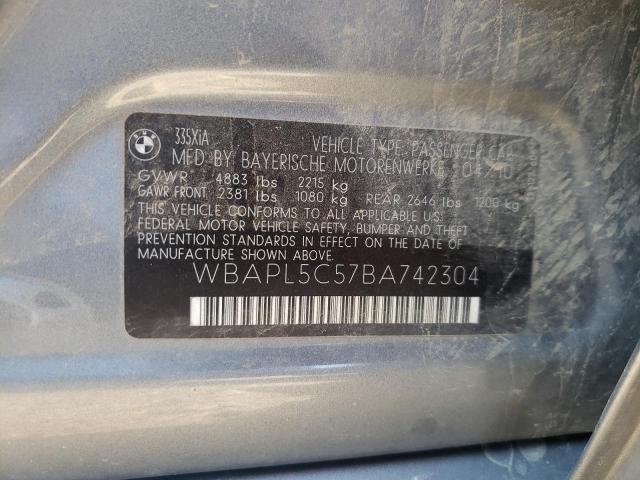 BMW
335XiA VEHICLE TYPE: PASSENGER CAR
MFD BY BAYERISCHE MOTORENWERKE 04/10
GVWR 4883 lbs 2215 kg
GAWR FRONT 2381 lbs 1080 kg REAR 2646 lbs 1200 kg
THIS VEHICLE CONFORMS TO ALL APPLICABLE U.S.
FEDERAL MOTOR VEHICLE SAFETY, BUMPER AND THEFT
PREVENTION STANDARDS IN EFFECT ON THE DATE OF
MANUFACTURE SHOWN ABOVE.
WBAPL5C57BA742304